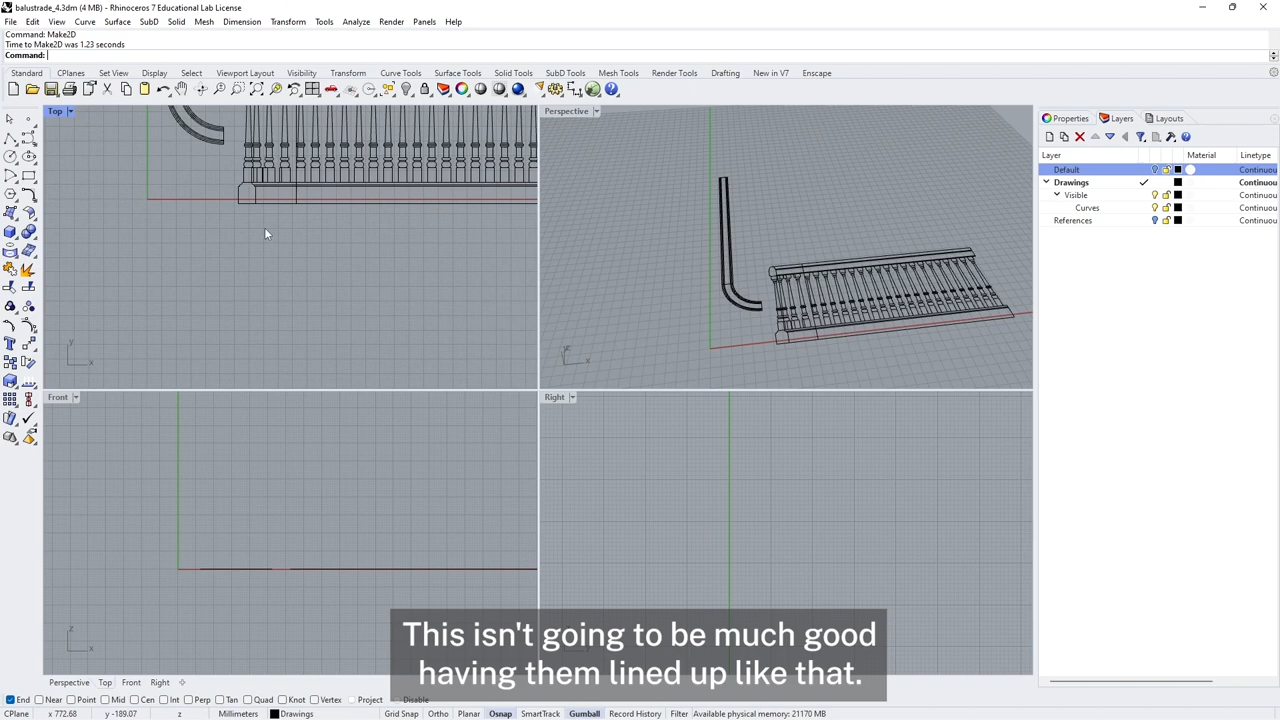 balustrade_4.3dm (4 MB) - Rhinoceros 7 Educational Lab License
File Edit View Curve Surface SubD Solid Mesh Dimension Transform Tools Analyze Render Panels Help
Command: Make2D
Time to Make2D was 1.23 seconds
Command:
Standard CPlanes Set View Display Select Viewport Layout Visibility Transform Curve Tools Surface Tools Solid Tools SubD Tools Mesh Tools Render Tools Drafting New in V7 Enscape
Top
Perspective
Properties Layers Layouts
Layer Material Linetype
Default Continuou
Drawings Continuou
Visible Continuou
Curves Continuou
References Continuou
y
x
z
x
Front
Right
z
x
z
This isn't going to be much good
having them lined up like that.
Perspective Top Front Right
End Near Point Mid Cen Int Perp Tan Quad Knot Vertex Project Disable
CPlane x 772.68 y -189.07 z Millimeters Drawings Grid Snap Ortho Planar Osnap SmartTrack Gumball Record History Filter Available physical memory: 21170 MB